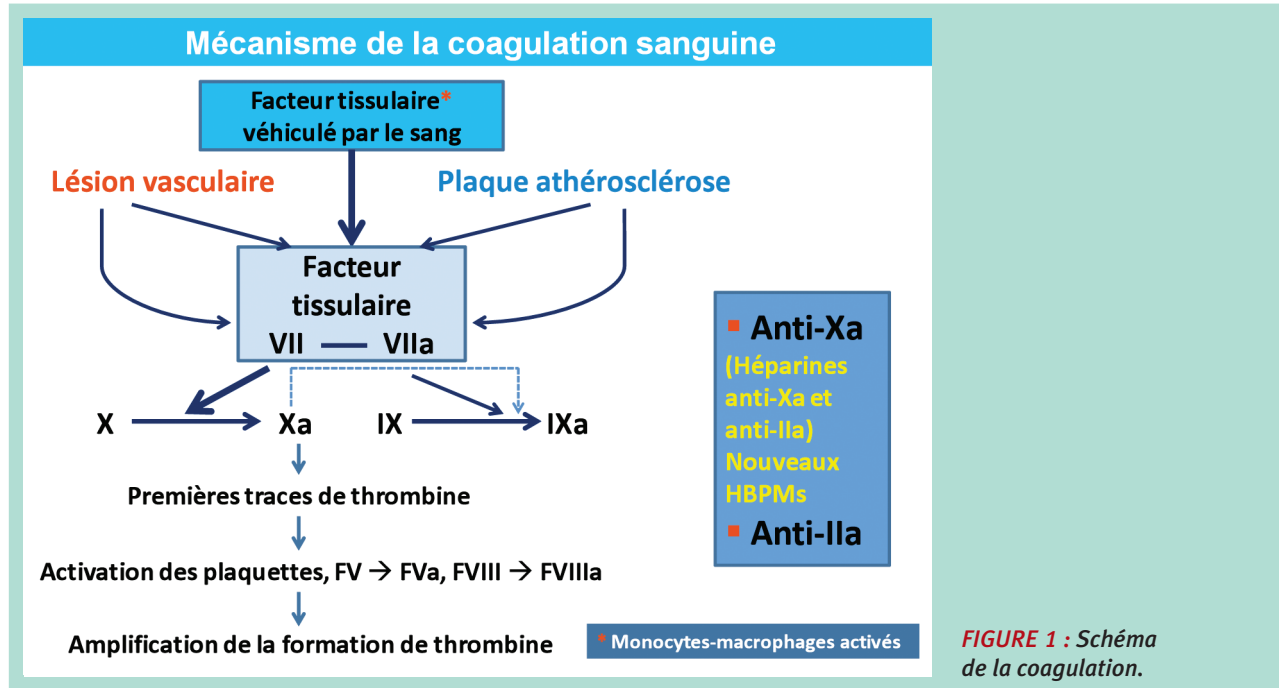 Mécanisme de la coagulation sanguine
Facteur tissulaire*
véhiculé par le sang
Lésion vasculaire
Plaque athérosclérose
Facteur
tissulaire
VII — VIIa
X
Xa
IX
IXa
Premières traces de thrombine
Activation des plaquettes, FV → FVa, FVIII → FVIIIa
Amplification de la formation de thrombine
▪ Anti-Xa
(Héparines
anti-Xa et
anti-IIa)
Nouveaux
HBPMs
▪ Anti-IIa
* Monocytes-macrophages activés
FIGURE 1 : Schéma
de la coagulation.